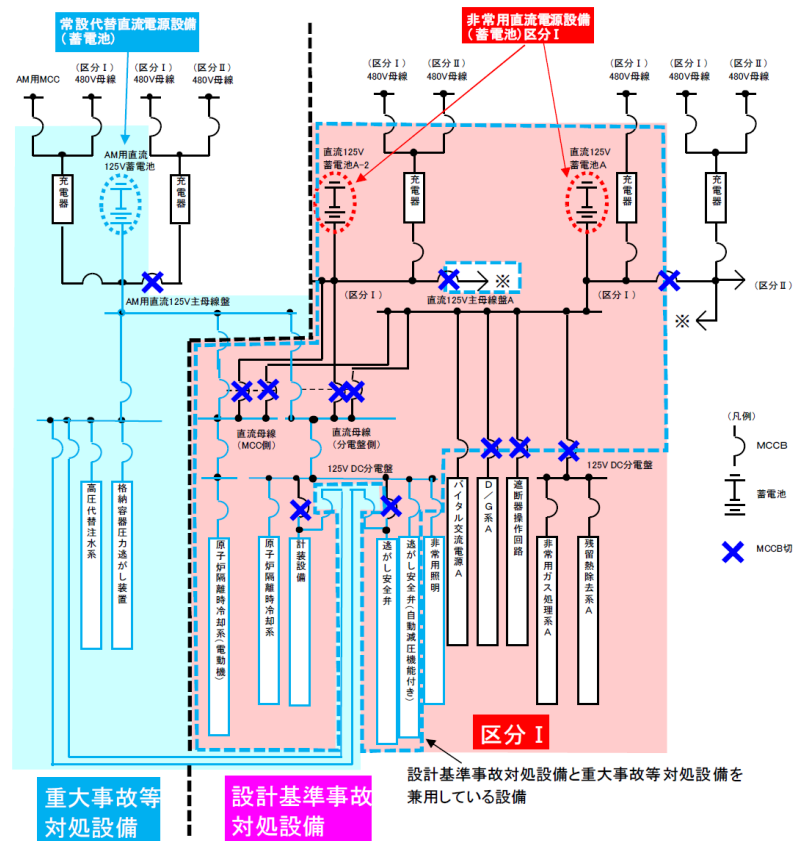 常設代替直流電源設備
（蓄電池）
非常用直流電源設備
（蓄電池）区分Ⅰ
AM用MCC
（区分Ⅰ）
480V母線
（区分Ⅰ）
480V母線
（区分Ⅱ）
480V母線
（区分Ⅰ）
480V母線
（区分Ⅱ）
480V母線
（区分Ⅰ）
480V母線
（区分Ⅰ）
480V母線
（区分Ⅱ）
480V母線
AM用直流
125V蓄電池
直流125V
蓄電池A-2
直流125V
蓄電池A
充電器
充電器
充電器
充電器
充電器
※
（区分Ⅱ）
AM用直流125V主母線盤
（区分Ⅰ）
直流125V主母線盤A
（区分Ⅰ）
※
直流母線
（MCC側）
直流母線
（分電盤側）
125V DC分電盤
125V DC分電盤
（凡例）
MCCB
蓄電池
MCCB切
高圧代替注水系
格納容器圧力逃がし装置
原子炉隔離時冷却系（電動機）
原子炉隔離時冷却系
計装設備
逃がし安全弁
逃がし安全弁（自動減圧機能付き）
非常用照明
バイタル交流電源A
D／G系A
遮断器操作回路
非常用ガス処理系A
残留熱除去系A
区分Ⅰ
設計基準事故対処設備と重大事故等対処設備を
兼用している設備
重大事故等
対処設備
設計基準事故
対処設備